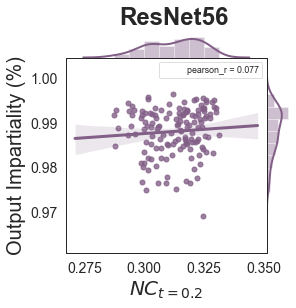 ResNet56
pearson_r = 0.077
Output Impartiality (%)
1.00
0.99
0.98
0.97
0.275 0.300 0.325 0.350
NC_t = 0.2